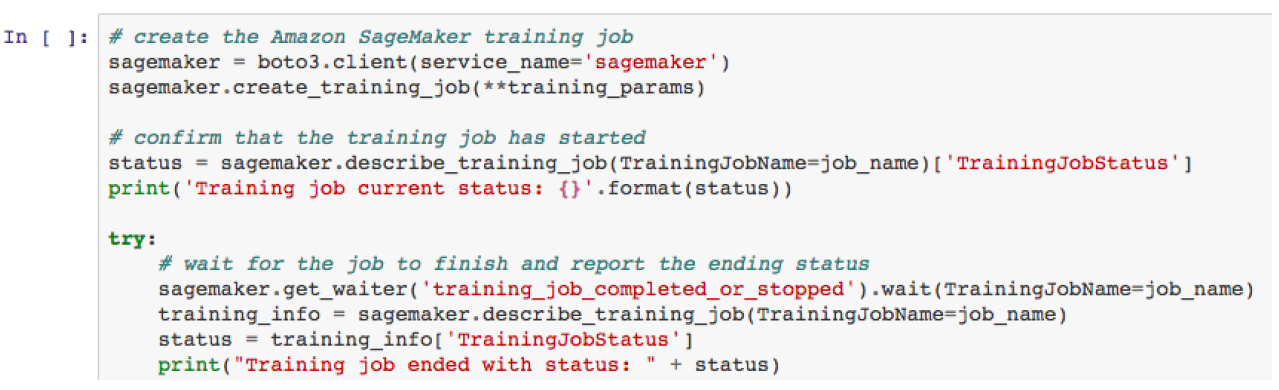 In [ ]: # create the Amazon SageMaker training job
sagemaker = boto3.client(service_name='sagemaker')
sagemaker.create_training_job(**training_params)
# confirm that the training job has started
status = sagemaker.describe_training_job(TrainingJobName=job_name)['TrainingJobStatus']
print('Training job current status: {}'.format(status))
try:
# wait for the job to finish and report the ending status
sagemaker.get_waiter('training_job_completed_or_stopped').wait(TrainingJobName=job_name)
training_info = sagemaker.describe_training_job(TrainingJobName=job_name)
status = training_info['TrainingJobStatus']
print("Training job ended with status: " + status)